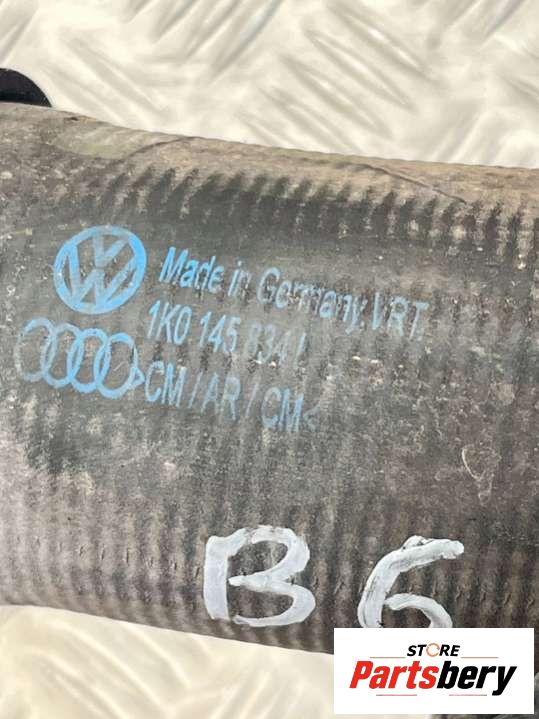 Made in Germany. VRT.
1K0 145 834
>CM/AR/CM<
B6
STORE
Partsbery